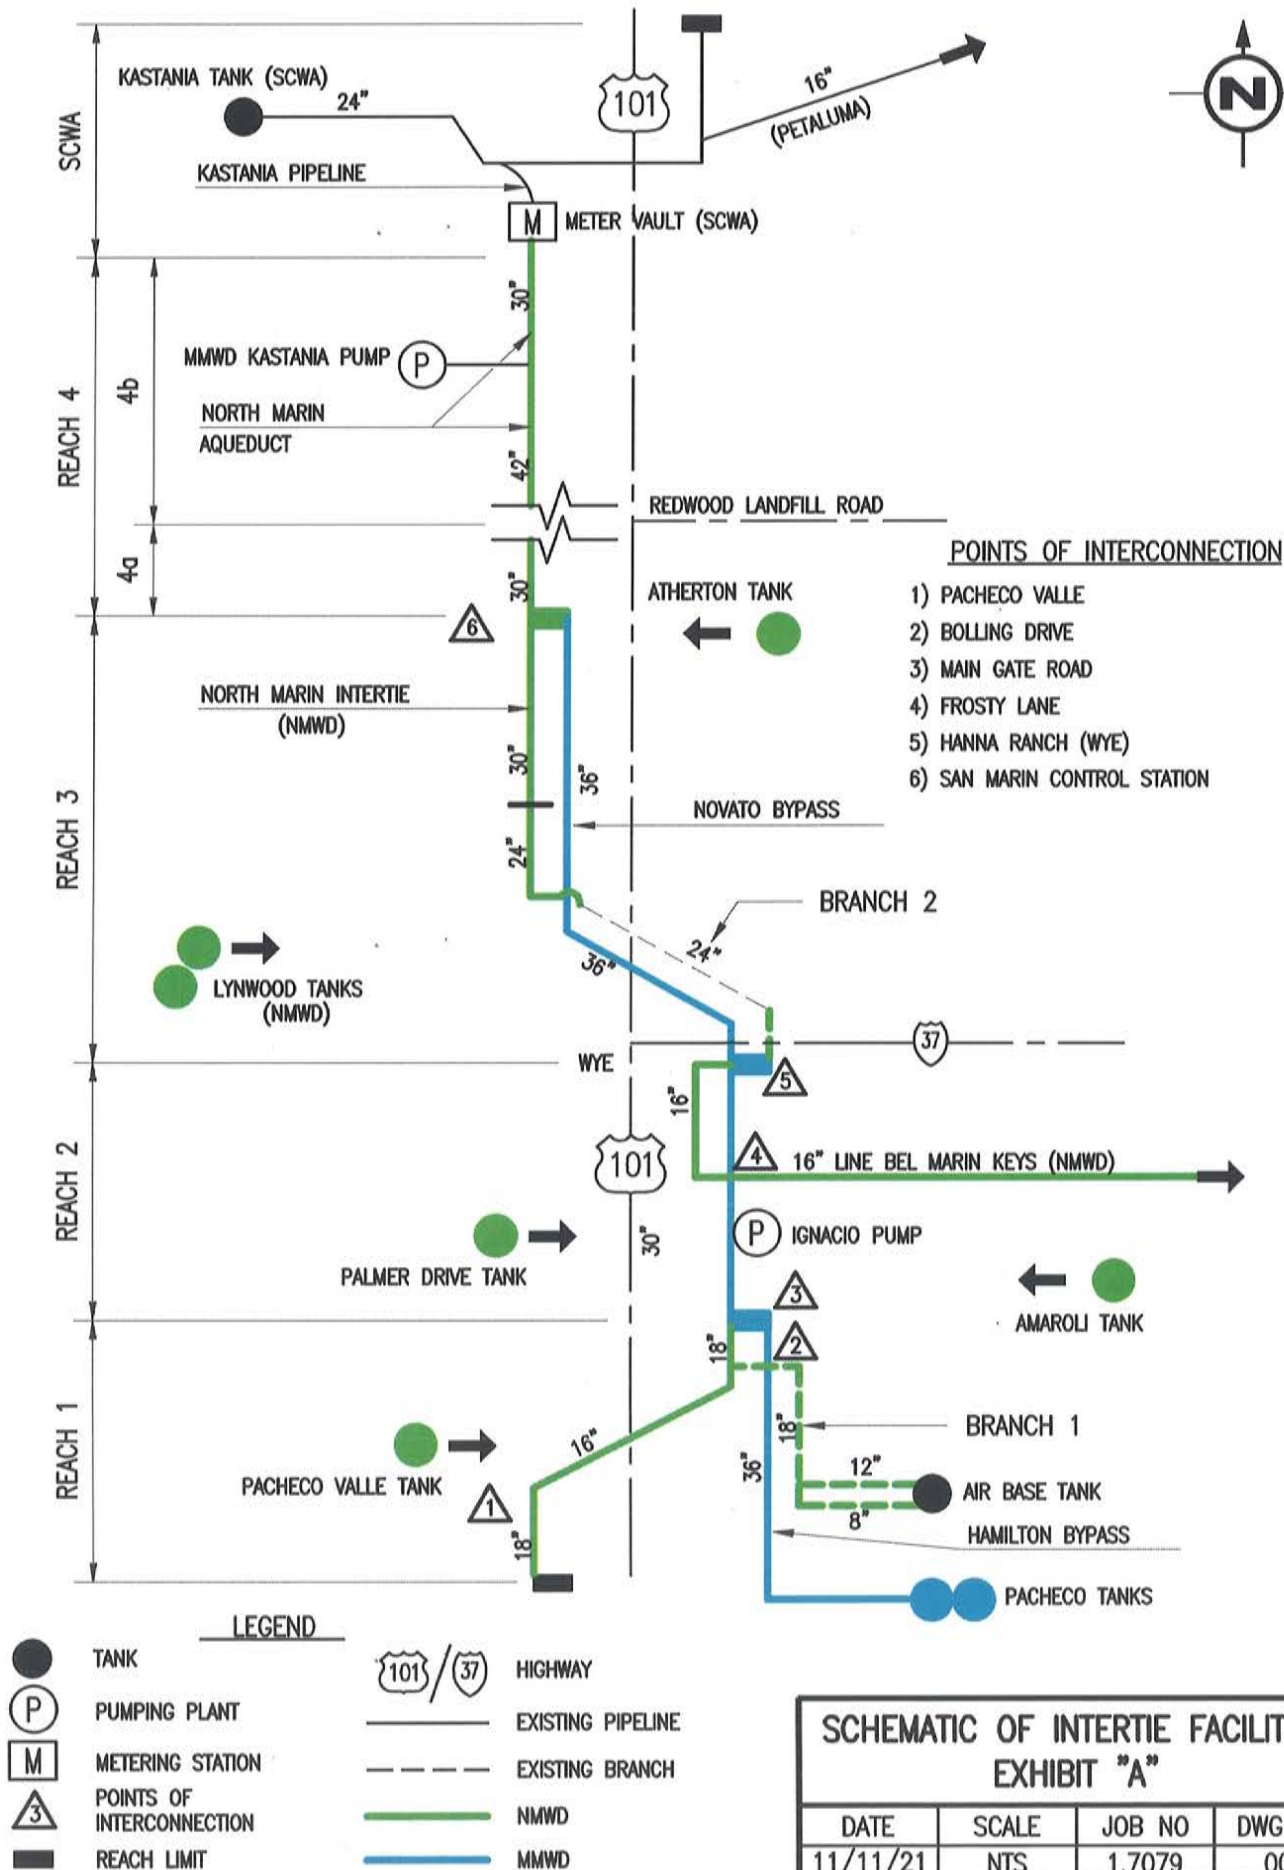 SCWA
KASTANIA TANK (SCWA)
24"
101
16"
(PETALUMA)
N
KASTANIA PIPELINE
M
METER VAULT (SCWA)
REACH 4
4b
30"
MMWD KASTANIA PUMP
P
NORTH MARIN
AQUEDUCT
42"
REDWOOD LANDFILL ROAD
4a
30"
6
ATHERTON TANK
POINTS OF INTERCONNECTION
1) PACHECO VALLE
2) BOLLING DRIVE
3) MAIN GATE ROAD
4) FROSTY LANE
5) HANNA RANCH (WYE)
6) SAN MARIN CONTROL STATION
REACH 3
NORTH MARIN INTERTIE
(NMWD)
30"
36"
NOVATO BYPASS
24"
BRANCH 2
24"
36"
LYNWOOD TANKS
(NMWD)
37
WYE
5
REACH 2
16"
101
4
16" LINE BEL MARIN KEYS (NMWD)
30"
P
IGNACIO PUMP
PALMER DRIVE TANK
3
AMAROLI TANK
REACH 1
18"
2
16"
18"
BRANCH 1
PACHECO VALLE TANK
1
36"
12"
AIR BASE TANK
8"
18"
HAMILTON BYPASS
PACHECO TANKS
LEGEND
TANK
P
PUMPING PLANT
M
METERING STATION
3
POINTS OF
INTERCONNECTION
REACH LIMIT
101/37
HIGHWAY
EXISTING PIPELINE
EXISTING BRANCH
NMWD
MMWD
SCHEMATIC OF INTERTIE FACILIT
EXHIBIT "A"
DATE
SCALE
JOB NO
DWG
11/11/21
NTS
1.7079